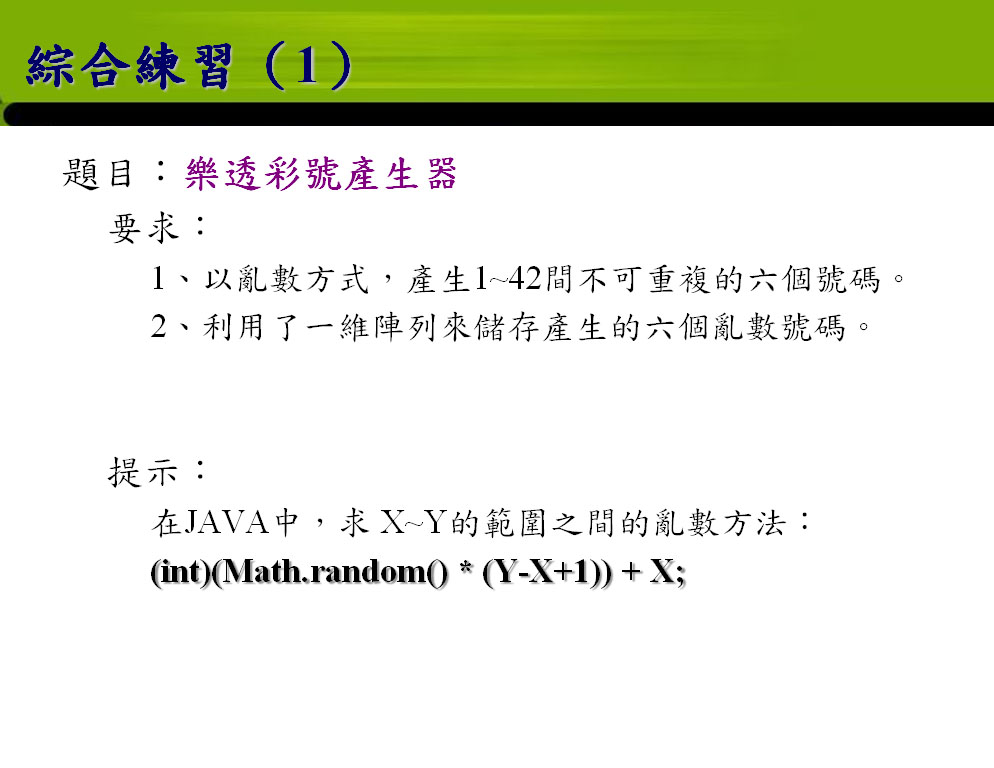 綜合練習（1）
題目：樂透彩號產生器
要求：
1、以亂數方式，產生1~42間不可重複的六個號碼。
2、利用了一維陣列來儲存產生的六個亂數號碼。
提示：
在JAVA中，求 X~Y的範圍之間的亂數方法：
(int)(Math.random() * (Y-X+1)) + X;